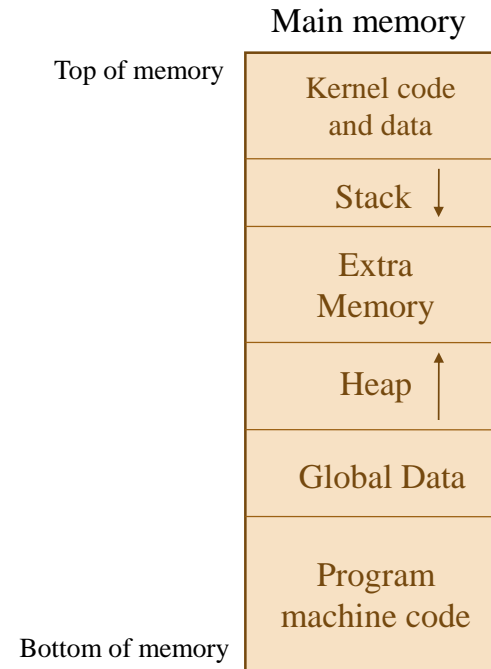 Main memory
Top of memory
Kernel code
and data
Stack
Extra
Memory
Heap
Global Data
Program
machine code
Bottom of memory